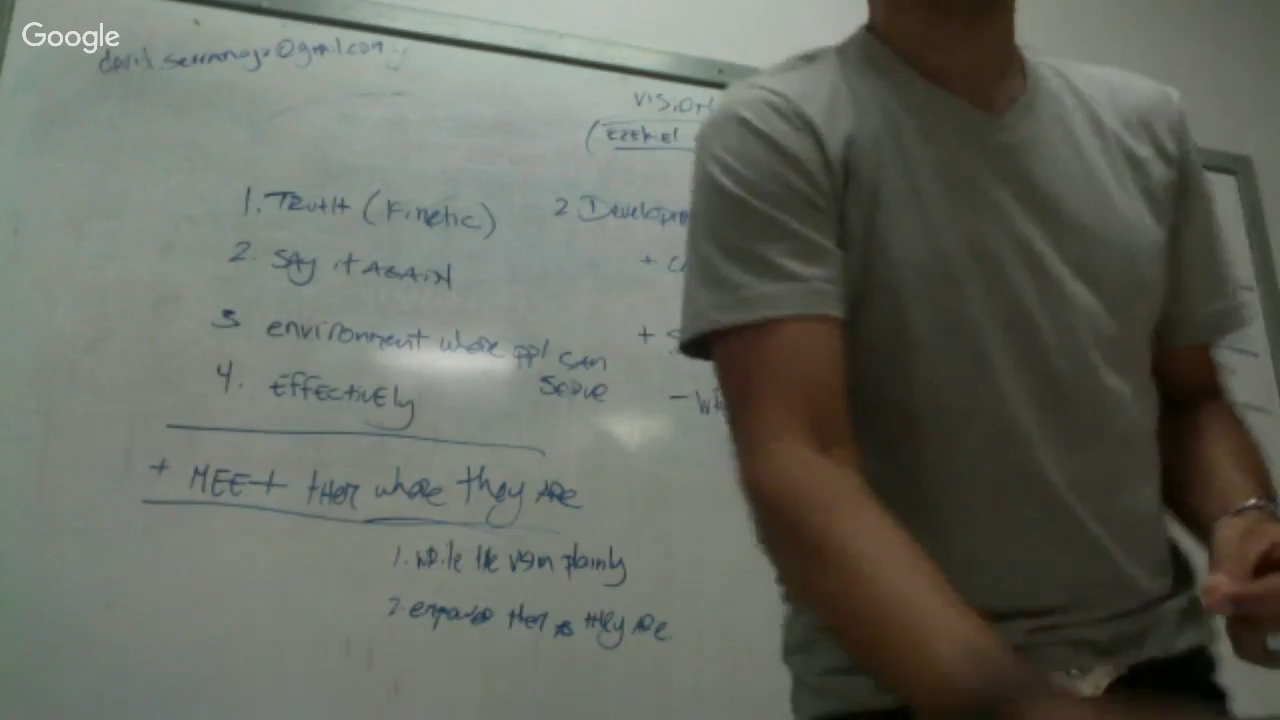 Google
VISION
(EZEKIEL
1. TRUTH (Kinetic)
2. SAY it AGAIN
3 environment where ppl can
Serve
4. EFFECTIVELY
2 Developm
+ C
+ S
- W
+ MEET them where they ARE
1. write the vision plainly
2. empower them as they are